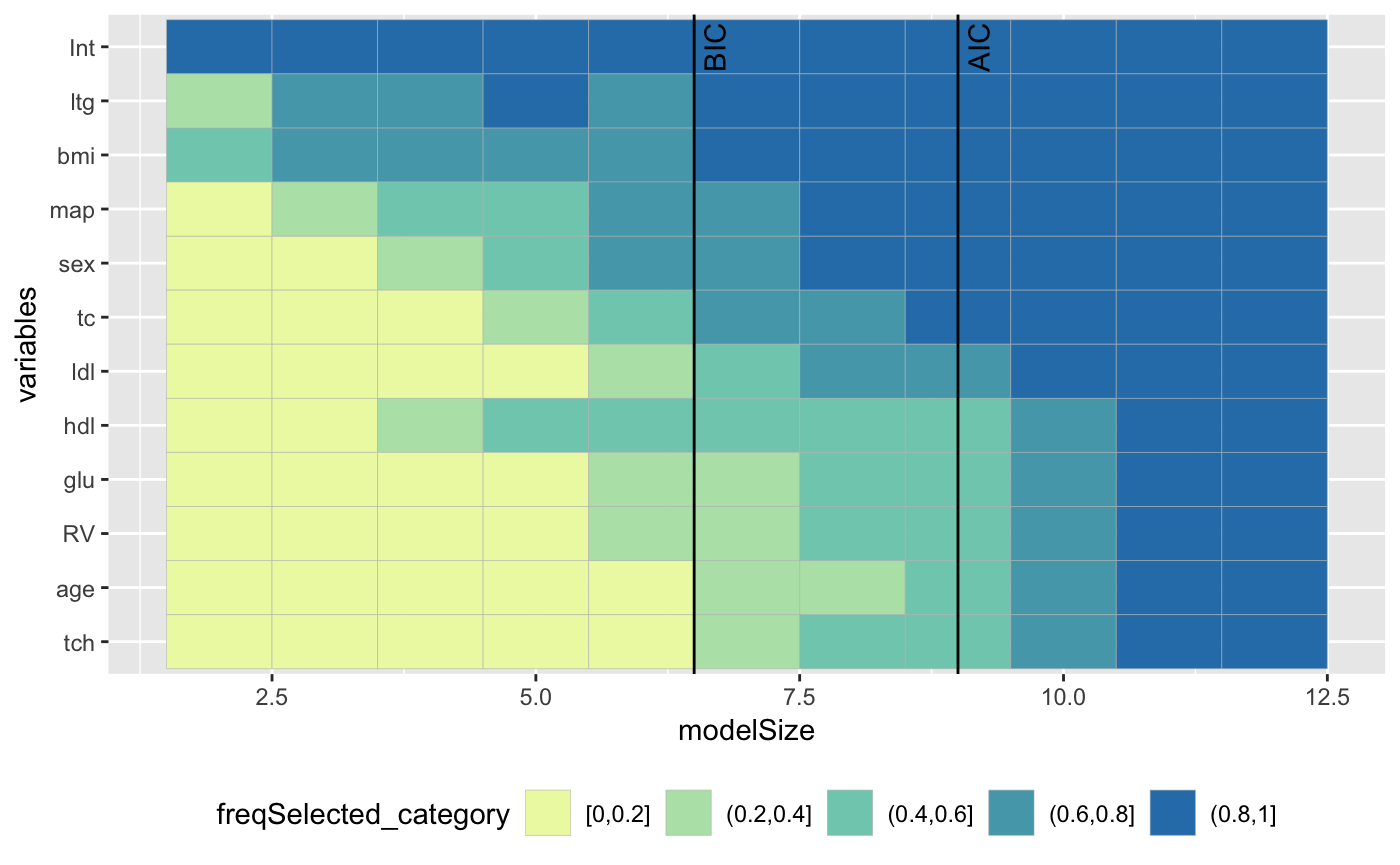 BIC
AIC
Int
ltg
bmi
map
sex
tc
ldl
hdl
glu
RV
age
tch
variables
2.5 5.0 7.5 10.0 12.5
modelSize
freqSelected_category [0,0.2] (0.2,0.4] (0.4,0.6] (0.6,0.8] (0.8,1]